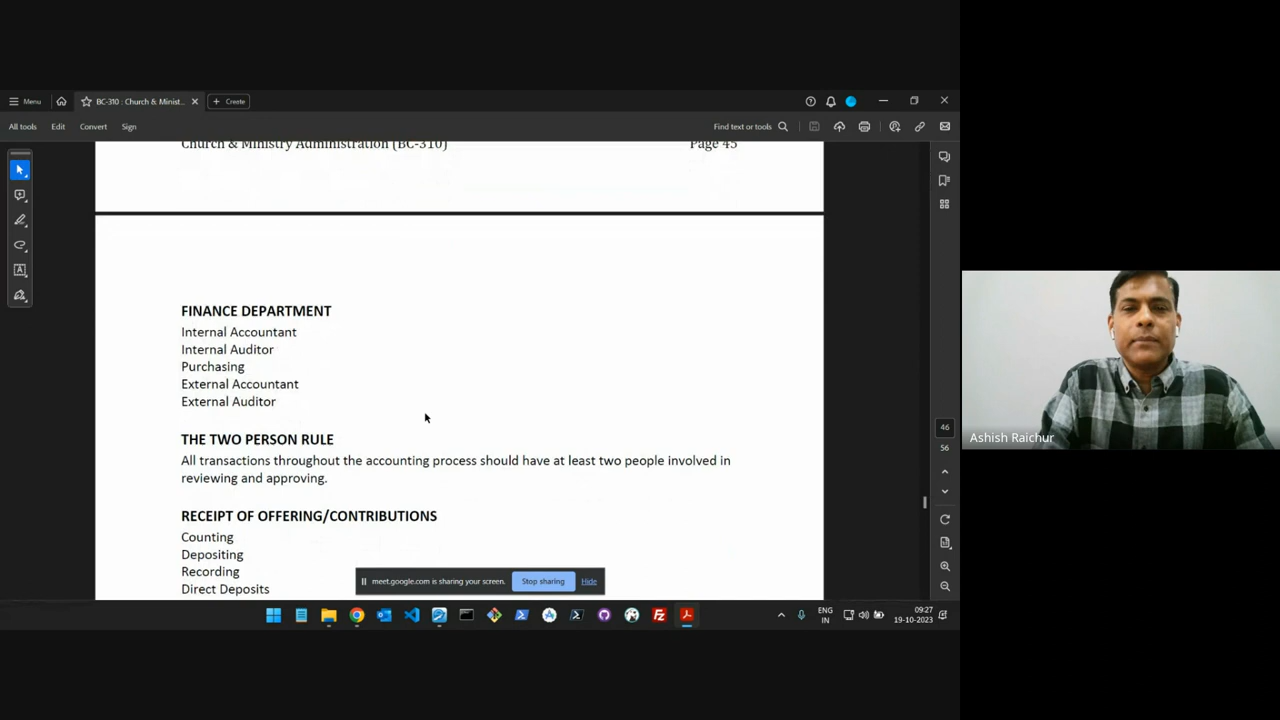 Menu
BC-310 : Church & Minist...
Create
All tools
Edit
Convert
Sign
Find text or tools
Church & Ministry Administration (BC-310)
Page 45
FINANCE DEPARTMENT
Internal Accountant
Internal Auditor
Purchasing
External Accountant
External Auditor
THE TWO PERSON RULE
All transactions throughout the accounting process should have at least two people involved in
reviewing and approving.
RECEIPT OF OFFERING/CONTRIBUTIONS
Counting
Depositing
Recording
Direct Deposits
46
56
meet.google.com is sharing your screen.
Stop sharing
Hide
ENG
IN
09:27
19-10-2023
Ashish Raichur